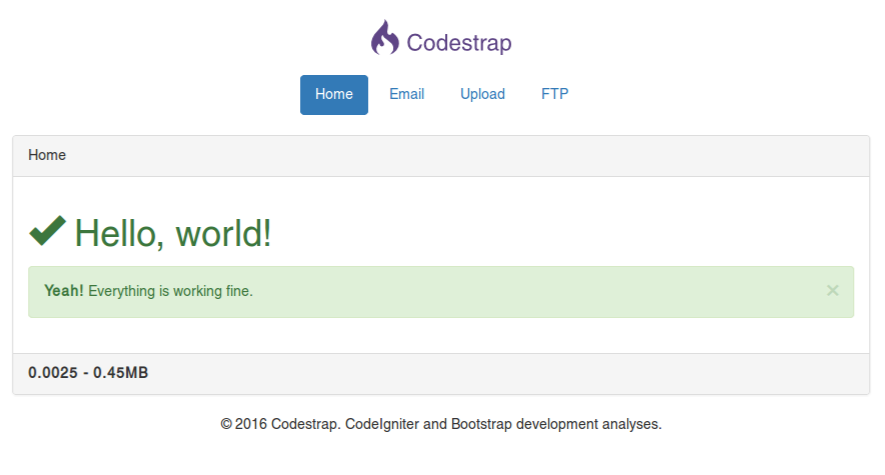 Codestrap
Home Email Upload FTP
Home
Hello, world!
Yeah! Everything is working fine. ×
0.0025 - 0.45MB
© 2016 Codestrap. CodeIgniter and Bootstrap development analyses.